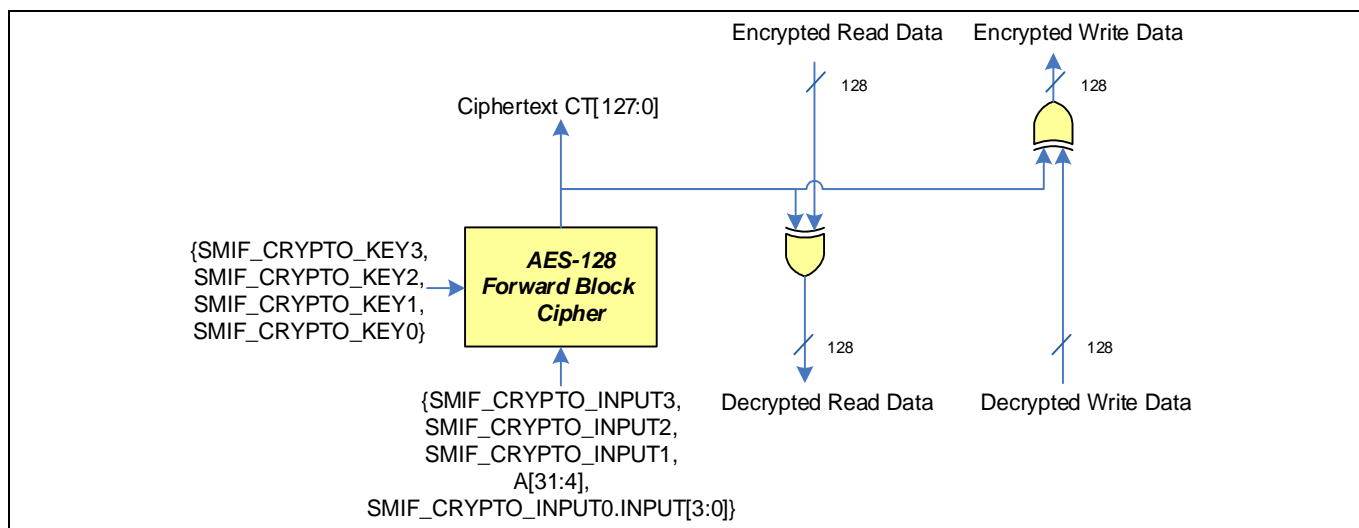 Encrypted Read Data
Encrypted Write Data
128
128
Ciphertext CT[127:0]
{SMIF_CRYPTO_KEY3,
SMIF_CRYPTO_KEY2,
SMIF_CRYPTO_KEY1,
SMIF_CRYPTO_KEY0}
AES-128
Forward Block
Cipher
128
128
{SMIF_CRYPTO_INPUT3,
SMIF_CRYPTO_INPUT2,
SMIF_CRYPTO_INPUT1,
A[31:4],
SMIF_CRYPTO_INPUT0.INPUT[3:0]}
Decrypted Read Data
Decrypted Write Data